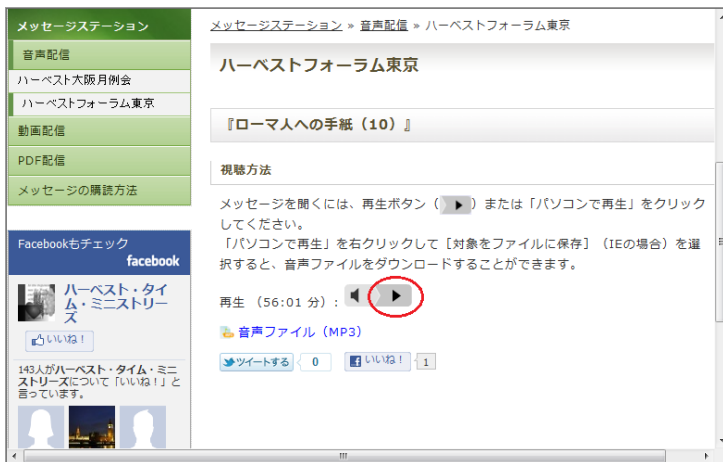 メッセージステーション
音声配信
ハーベスト大阪月例会
ハーベストフォーラム東京
動画配信
PDF配信
メッセージの購読方法
Facebookもチェック
facebook
ハーベスト・タイ
ム・ミニストリー
ズ
いいね！
143人がハーベスト・タイム・ミニ
ストリーズについて「いいね！」と
言っています。
メッセージステーション » 音声配信 » ハーベストフォーラム東京
ハーベストフォーラム東京
『ローマ人への手紙（10）』
視聴方法
メッセージを聞くには、再生ボタン（ ）または「パソコンで再生」をクリック
してください。
「パソコンで再生」を右クリックして［対象をファイルに保存］（IEの場合）を選
択すると、音声ファイルをダウンロードすることができます。
再生 （56:01 分）:
音声ファイル（MP3）
ツイートする 0 いいね！ 1